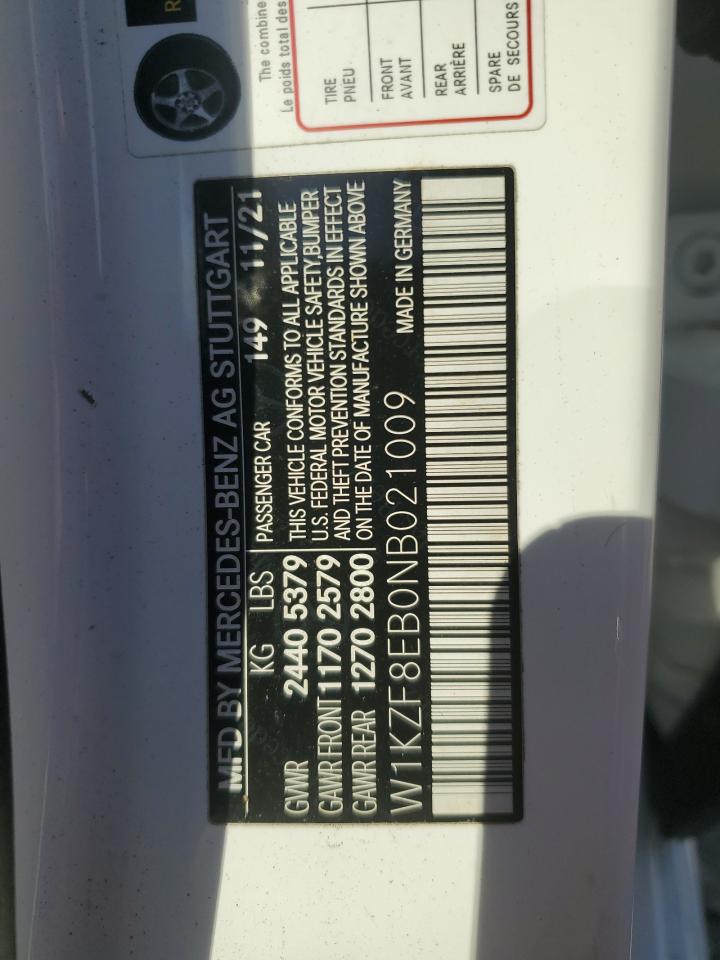 The combine
Le poids total des
TIRE
PNEU
FRONT
AVANT
REAR
ARRIÈRE
SPARE
DE SECOURS
MFD BY MERCEDES-BENZ AG STUTTGART
KG LBS PASSENGER CAR 149 11/21
GVWR 2440 5379 THIS VEHICLE CONFORMS TO ALL APPLICABLE
GAWR FRONT 1170 2579 U.S. FEDERAL MOTOR VEHICLE SAFETY,BUMPER
GAWR REAR 1270 2800 AND THEFT PREVENTION STANDARDS IN EFFECT
ON THE DATE OF MANUFACTURE SHOWN ABOVE
W1KZF8EB0NB021009 MADE IN GERMANY